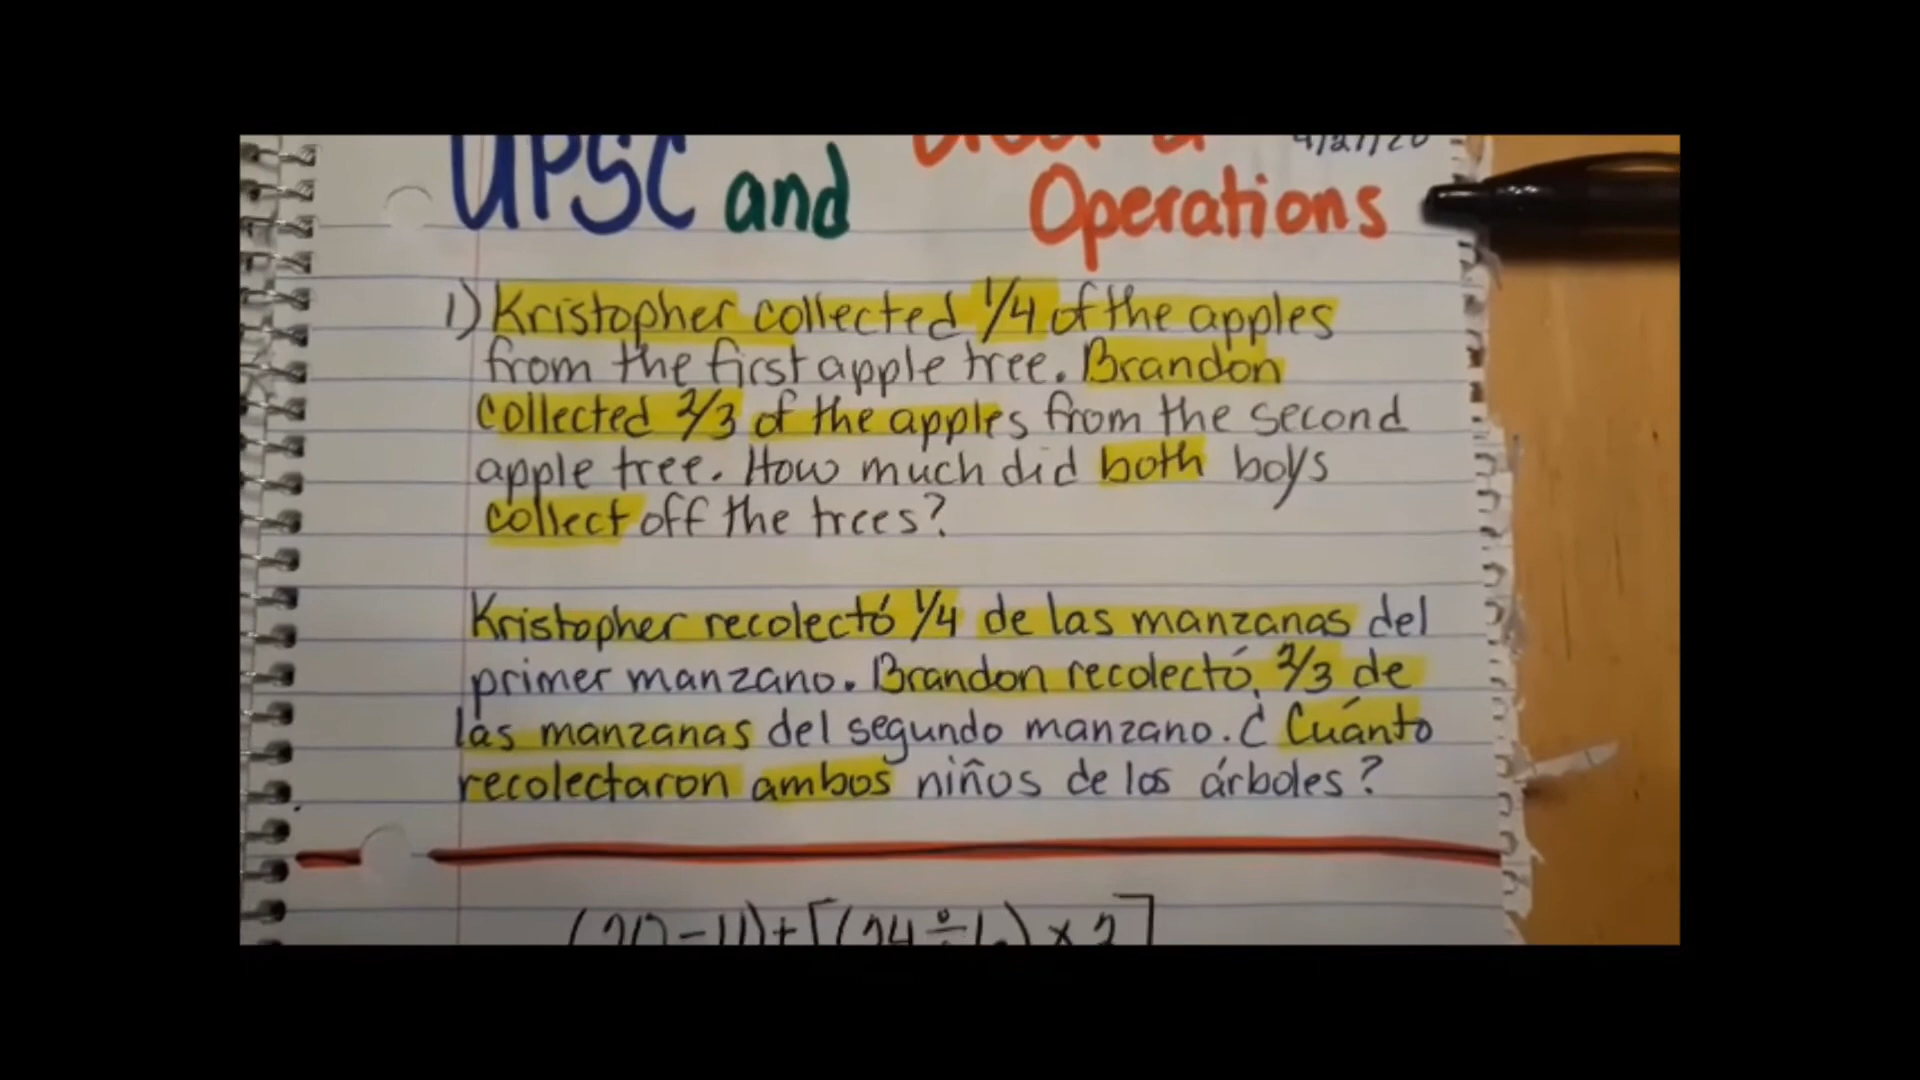 UPSC and
Operations
1) Kristopher collected 1/4 of the apples
from the first apple tree. Brandon
collected 2/3 of the apples from the second
apple tree. How much did both boys
collect off the trees?
Kristopher recolectó 1/4 de las manzanas del
primer manzano. Brandon recolectó 2/3 de
las manzanas del segundo manzano. ¿Cuánto
recolectaron ambos niños de los árboles?